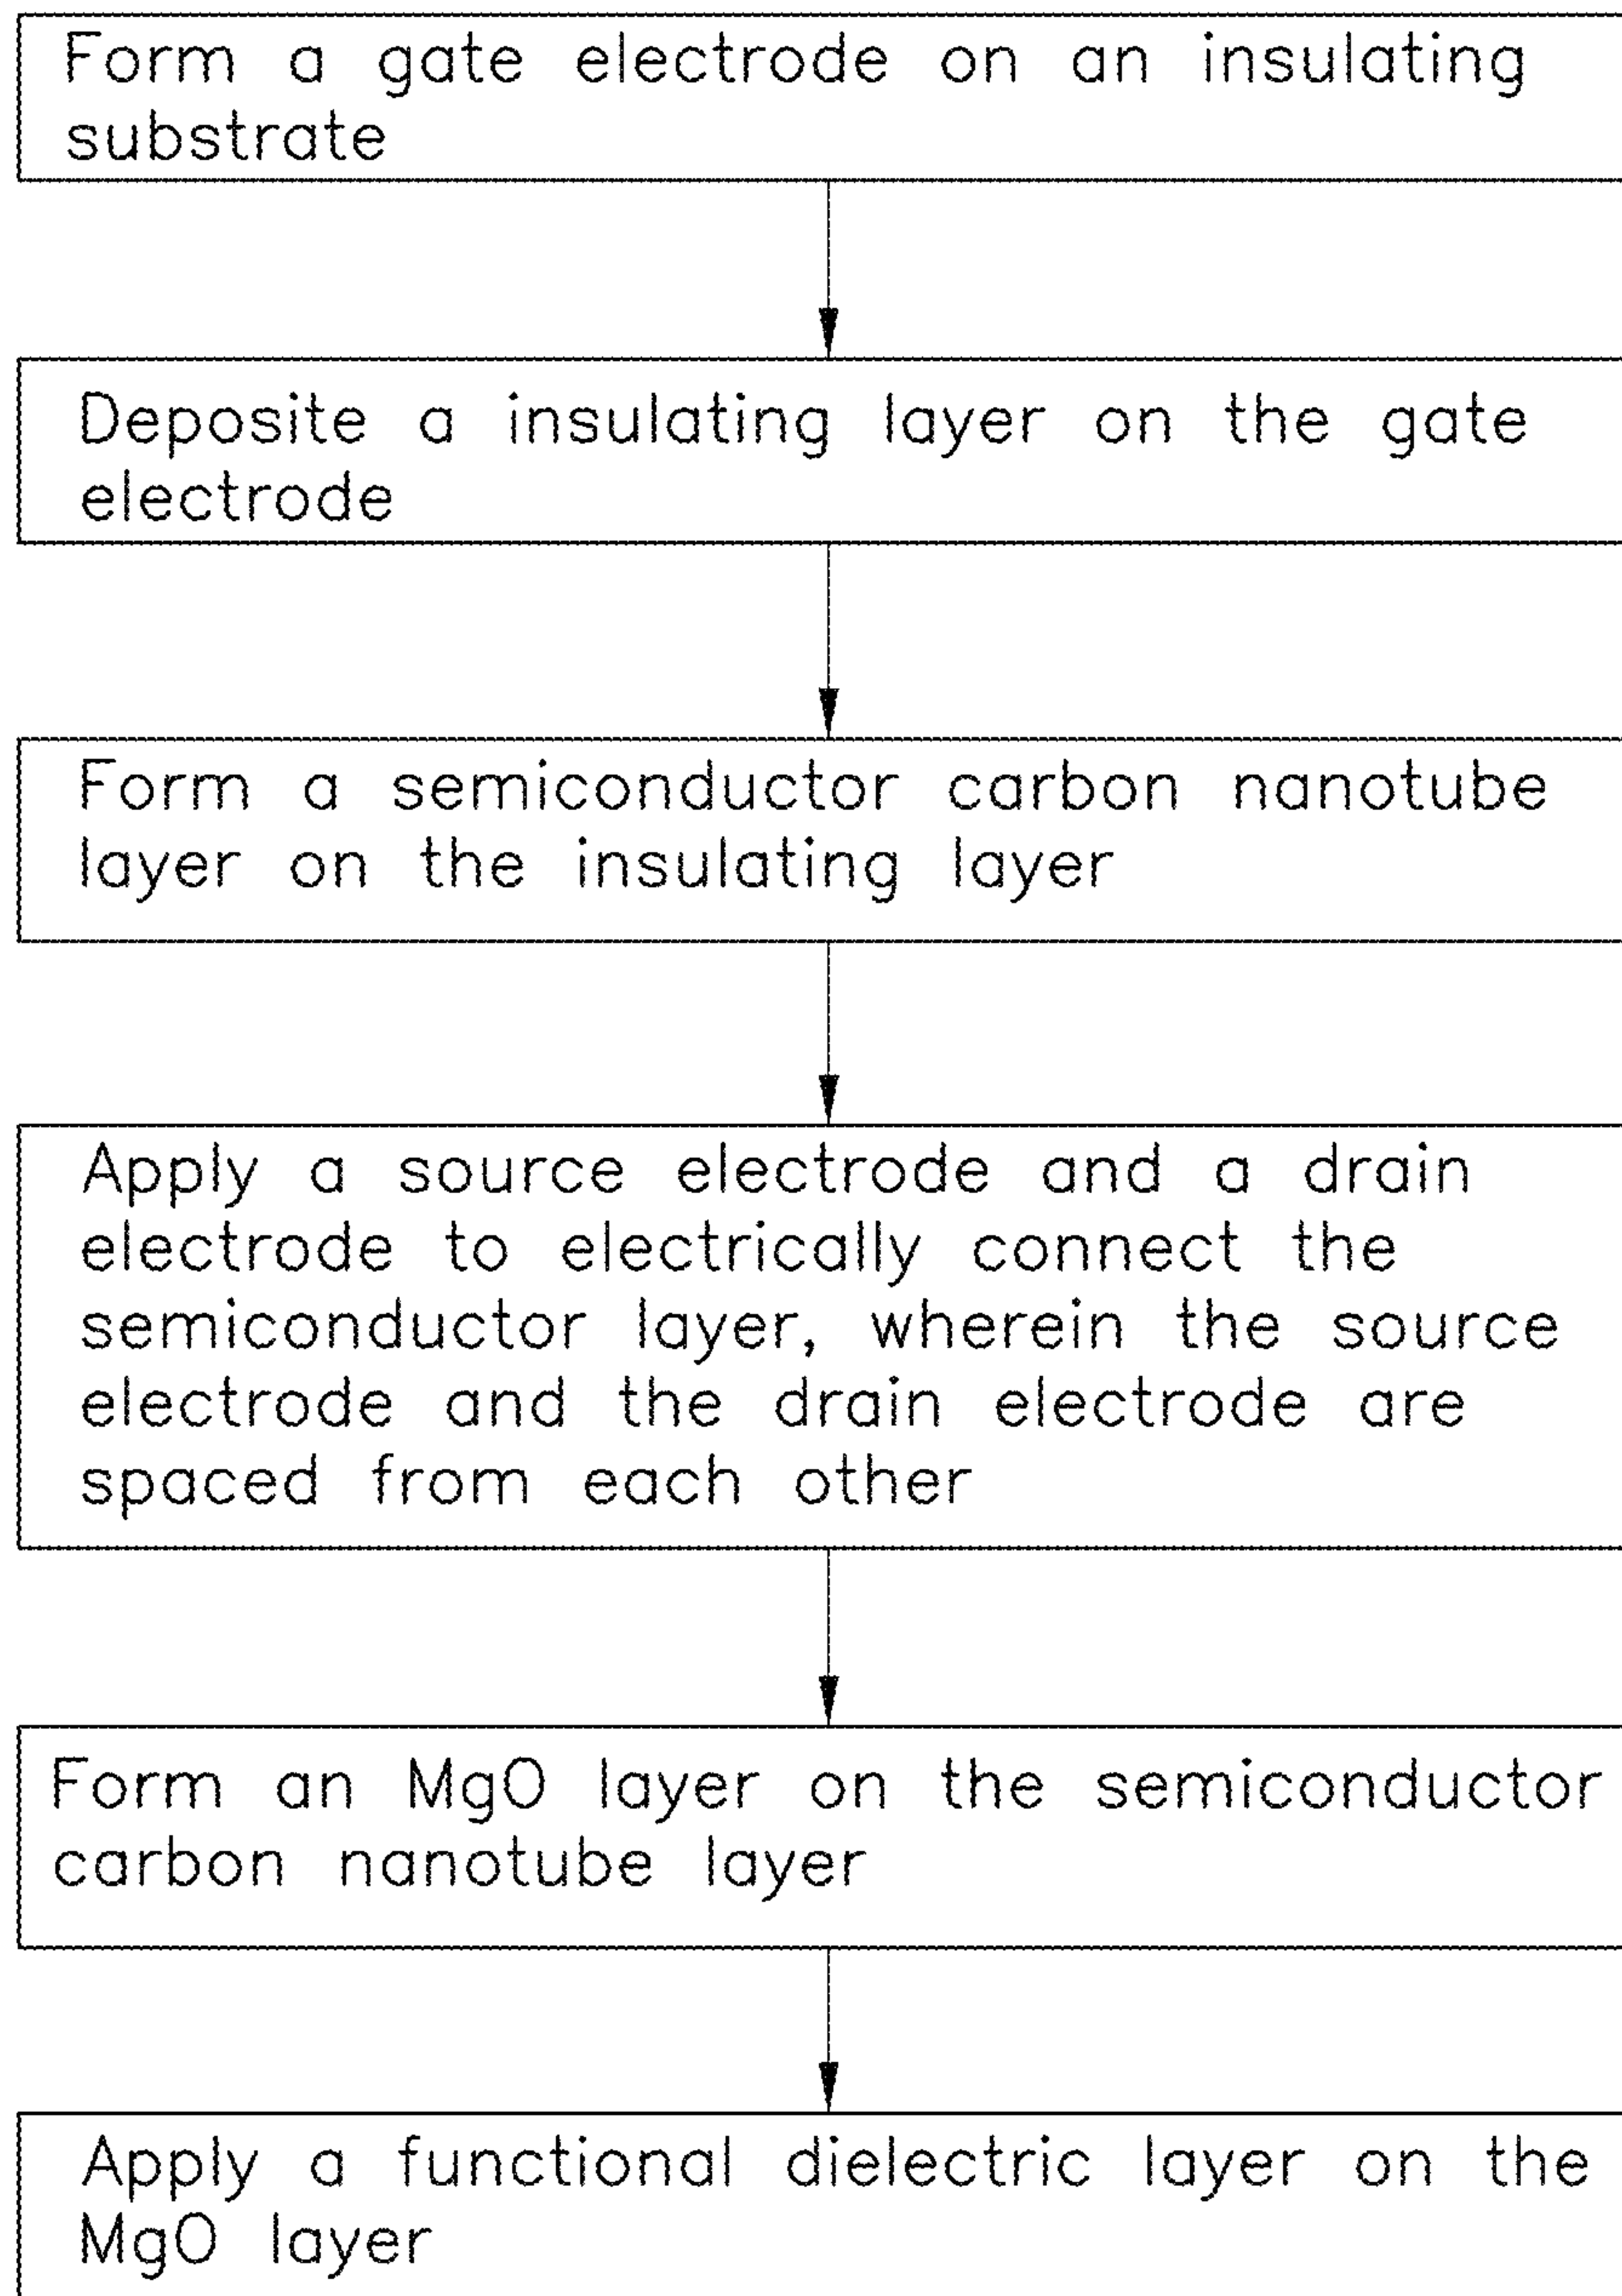 Form a gate electrode on an insulating
substrate
Deposite a insulating layer on the gate
electrode
Form a semiconductor carbon nanotube
layer on the insulating layer
Apply a source electrode and a drain
electrode to electrically connect the
semiconductor layer, wherein the source
electrode and the drain electrode are
spaced from each other
Form an MgO layer on the semiconductor
carbon nanotube layer
Apply a functional dielectric layer on the
MgO layer